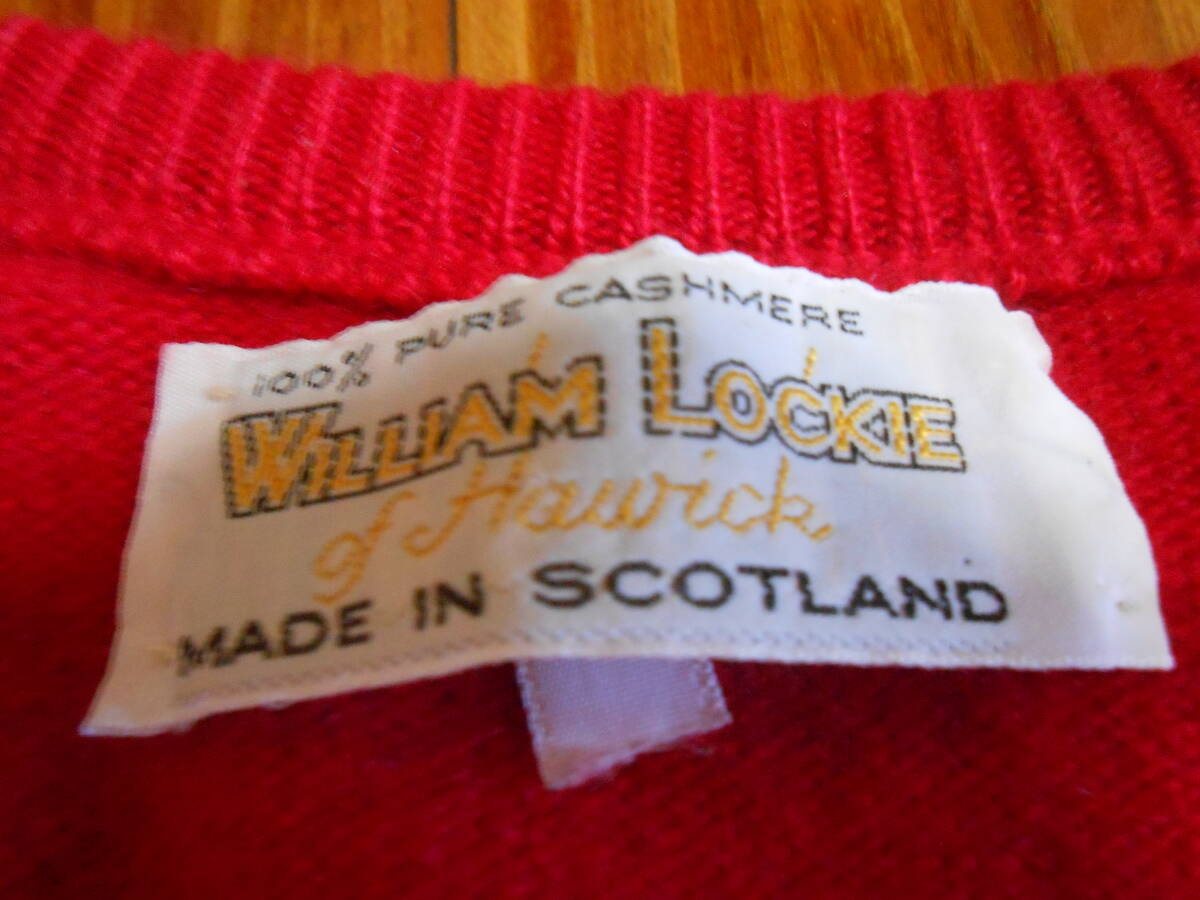 100% PURE CASHMERE
WILLIAM LOCKIE
of Hawick
MADE IN SCOTLAND